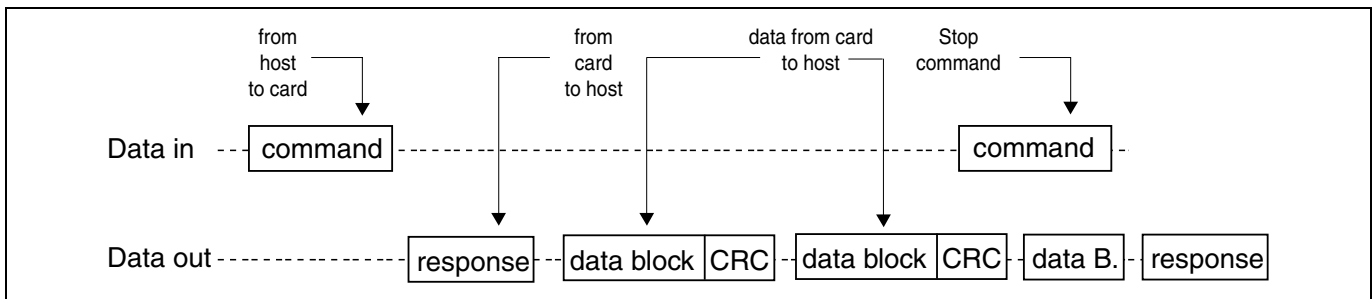 from
host
to card
from
card
to host
data from card
to host
Stop
command
Data in
command
command
Data out
response
data block
CRC
data block
CRC
data B.
response